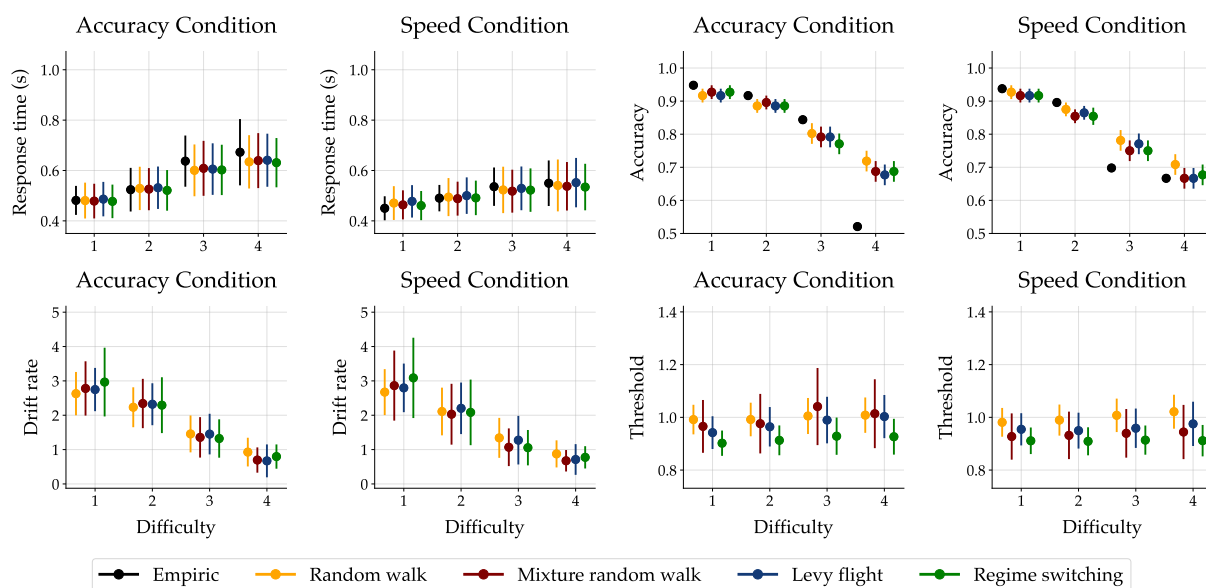 Accuracy Condition
Response time (s)
1.0
0.8
0.6
0.4
1 2 3 4
Speed Condition
Response time (s)
1.0
0.8
0.6
0.4
1 2 3 4
Accuracy Condition
Accuracy
1.0
0.9
0.8
0.7
0.6
0.5
1 2 3 4
Speed Condition
Accuracy
1.0
0.9
0.8
0.7
0.6
0.5
1 2 3 4
Accuracy Condition
Drift rate
5
4
3
2
1
0
1 2 3 4
Difficulty
Speed Condition
Drift rate
5
4
3
2
1
0
1 2 3 4
Difficulty
Accuracy Condition
Threshold
1.4
1.2
1.0
0.8
1 2 3 4
Difficulty
Speed Condition
Threshold
1.4
1.2
1.0
0.8
1 2 3 4
Difficulty
Empiric Random walk Mixture random walk Levy flight Regime switching